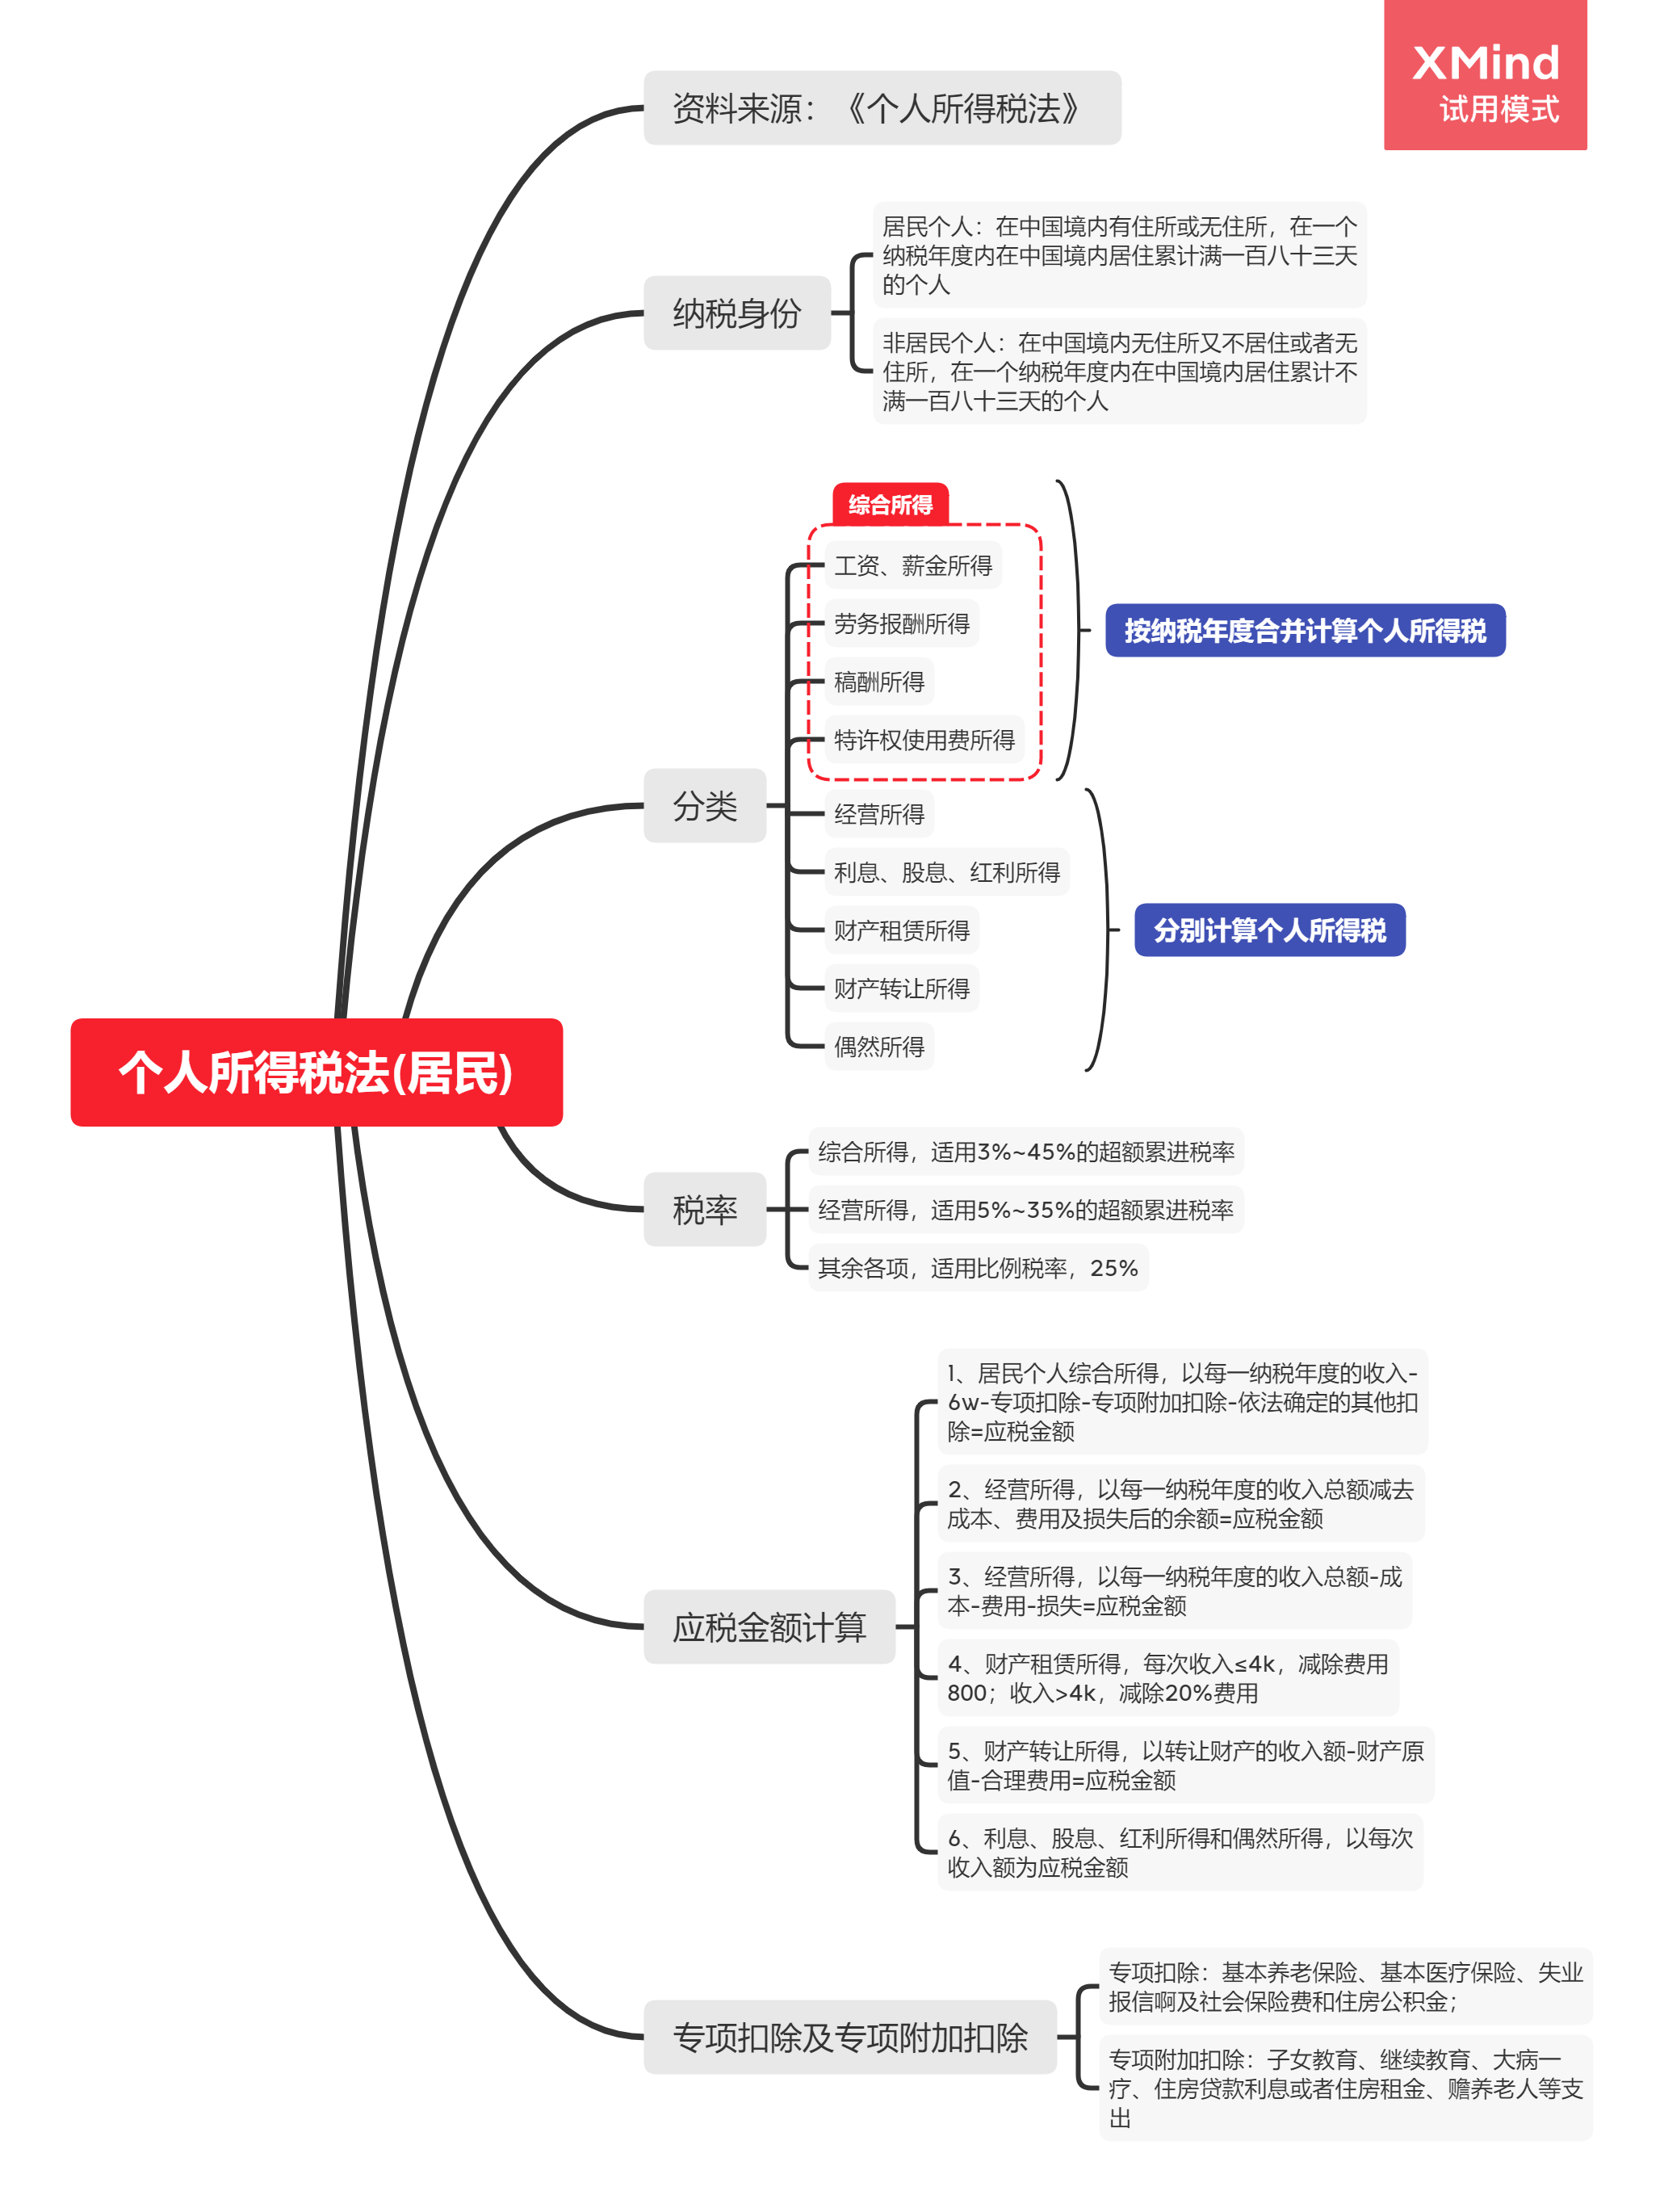 XMind
试用模式
资料来源：《个人所得税法》
纳税身份
居民个人：在中国境内有住所或无住所，在一个
纳税年度内在中国境内居住累计满一百八十三天
的个人
非居民个人：在中国境内无住所又不居住或者无
住所，在一个纳税年度内在中国境内居住累计不
满一百八十三天的个人
分类
综合所得
工资、薪金所得
劳务报酬所得
稿酬所得
特许权使用费所得
按纳税年度合并计算个人所得税
经营所得
利息、股息、红利所得
财产租赁所得
财产转让所得
偶然所得
分别计算个人所得税
个人所得税法(居民)
税率
综合所得，适用3%~45%的超额累进税率
经营所得，适用5%~35%的超额累进税率
其余各项，适用比例税率，25%
应税金额计算
1、居民个人综合所得，以每一纳税年度的收入-
6w-专项扣除-专项附加扣除-依法确定的其他扣
除=应税金额
2、经营所得，以每一纳税年度的收入总额减去
成本、费用及损失后的余额=应税金额
3、经营所得，以每一纳税年度的收入总额-成
本-费用-损失=应税金额
4、财产租赁所得，每次收入≤4k，减除费用
800；收入>4k，减除20%费用
5、财产转让所得，以转让财产的收入额-财产原
值-合理费用=应税金额
6、利息、股息、红利所得和偶然所得，以每次
收入额为应税金额
专项扣除及专项附加扣除
专项扣除：基本养老保险、基本医疗保险、失业
报信啊及社会保险费和住房公积金；
专项附加扣除：子女教育、继续教育、大病一
疗、住房贷款利息或者住房租金、赡养老人等支
出